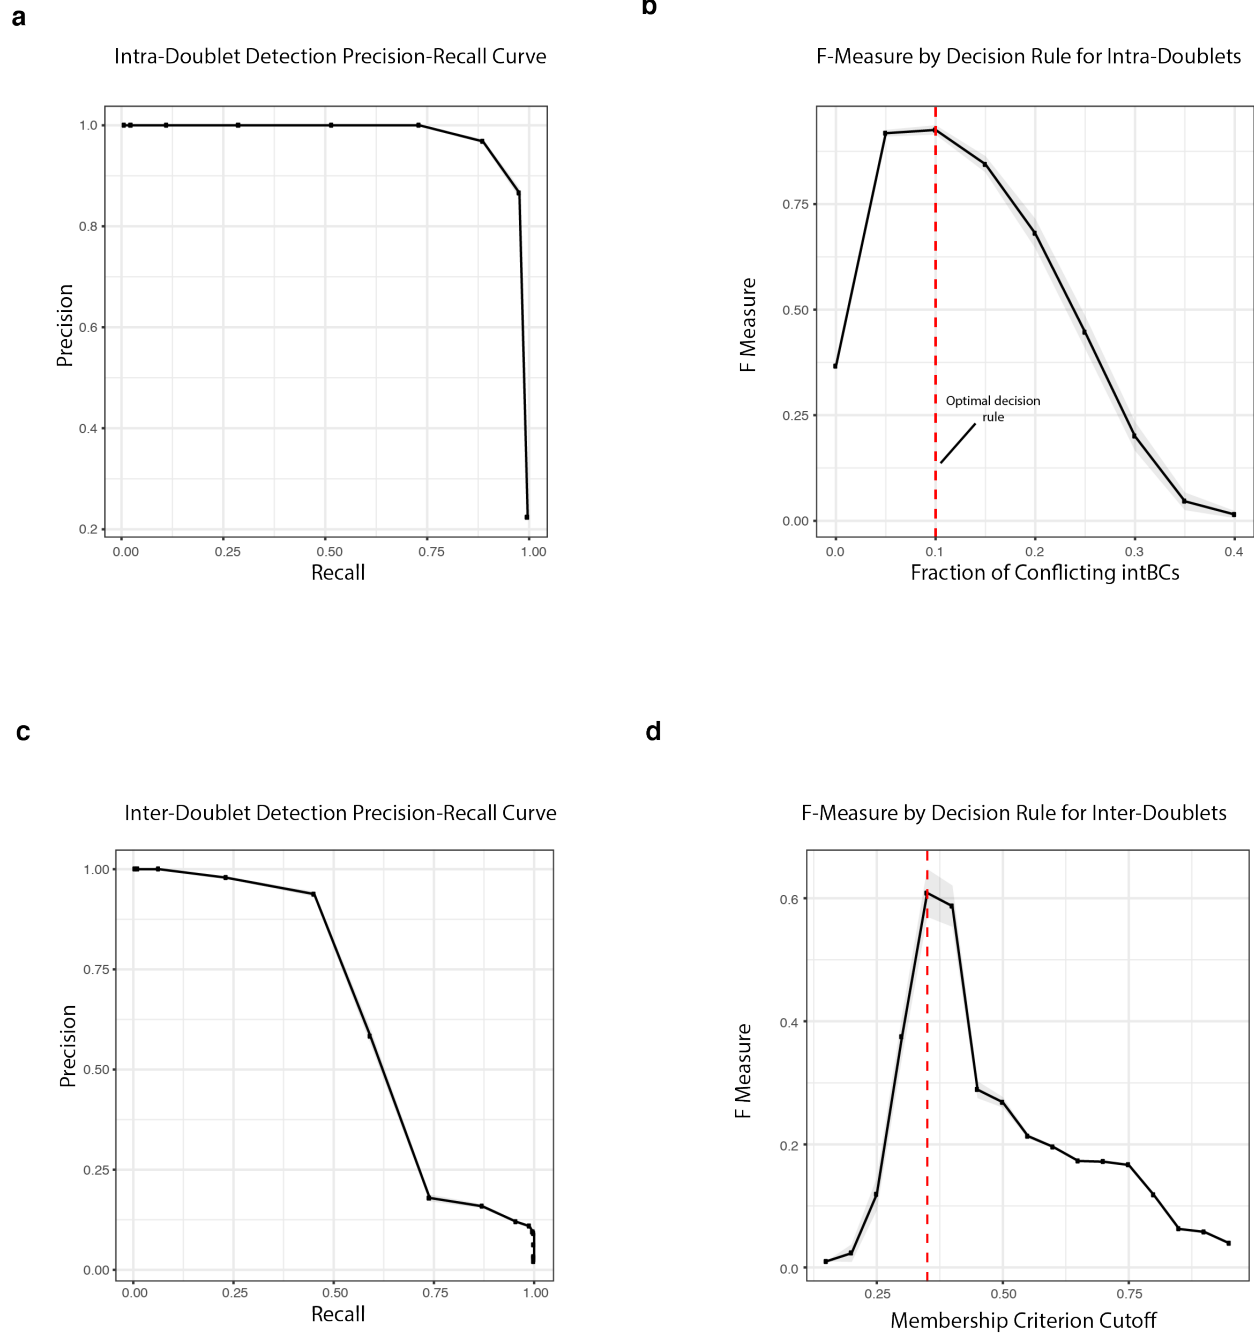 a
Intra-Doublet Detection Precision-Recall Curve
1.0
0.8
0.6
0.4
0.2
Precision
0.00 0.25 0.50 0.75 1.00
Recall
b
F-Measure by Decision Rule for Intra-Doublets
0.75
0.50
0.25
0.00
F Measure
Optimal decision
rule
0.0 0.1 0.2 0.3 0.4
Fraction of Conflicting intBCs
c
Inter-Doublet Detection Precision-Recall Curve
1.00
0.75
0.50
0.25
0.00
Precision
0.00 0.25 0.50 0.75 1.00
Recall
d
F-Measure by Decision Rule for Inter-Doublets
0.6
0.4
0.2
0.0
F Measure
0.25 0.50 0.75
Membership Criterion Cutoff